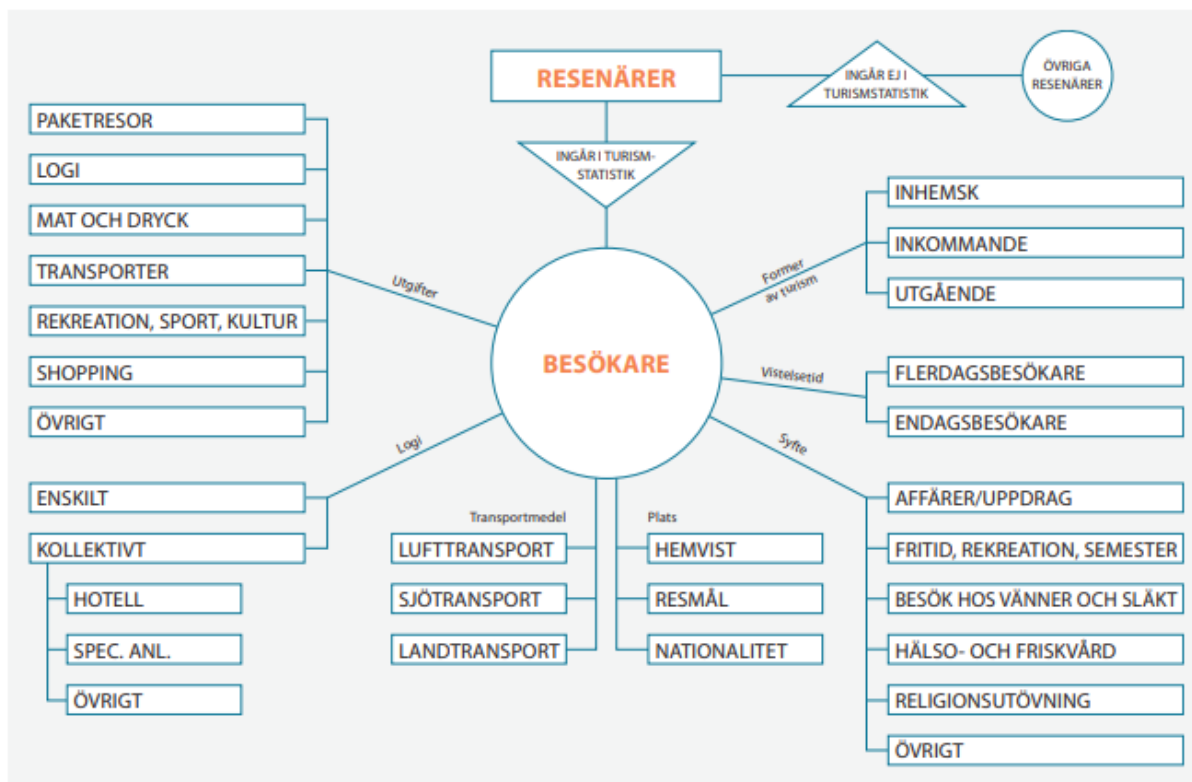 RESENÄRER
INGÅR EJ I
TURISMSTATISTIK
ÖVRIGA
RESENÄRER
INGÅR I TURISM-
STATISTIK
PAKETRESOR
LOGI
MAT OCH DRYCK
TRANSPORTER
REKREATION, SPORT, KULTUR
SHOPPING
ÖVRIGT
Utgifter
BESÖKARE
Former
av turism
INHEMSK
INKOMMANDE
UTGÅENDE
Vistelsetid
FLERDAGSBESÖKARE
ENDAGSBESÖKARE
Logi
ENSKILT
KOLLEKTIVT
HOTELL
SPEC. ANL.
ÖVRIGT
Transportmedel
LUFTTRANSPORT
SJÖTRANSPORT
LANDTRANSPORT
Plats
HEMVIST
RESMÅL
NATIONALITET
Syfte
AFFÄRER/UPPDRAG
FRITID, REKREATION, SEMESTER
BESÖK HOS VÄNNER OCH SLÄKT
HÄLSO- OCH FRISKVÅRD
RELIGIONSUTÖVNING
ÖVRIGT